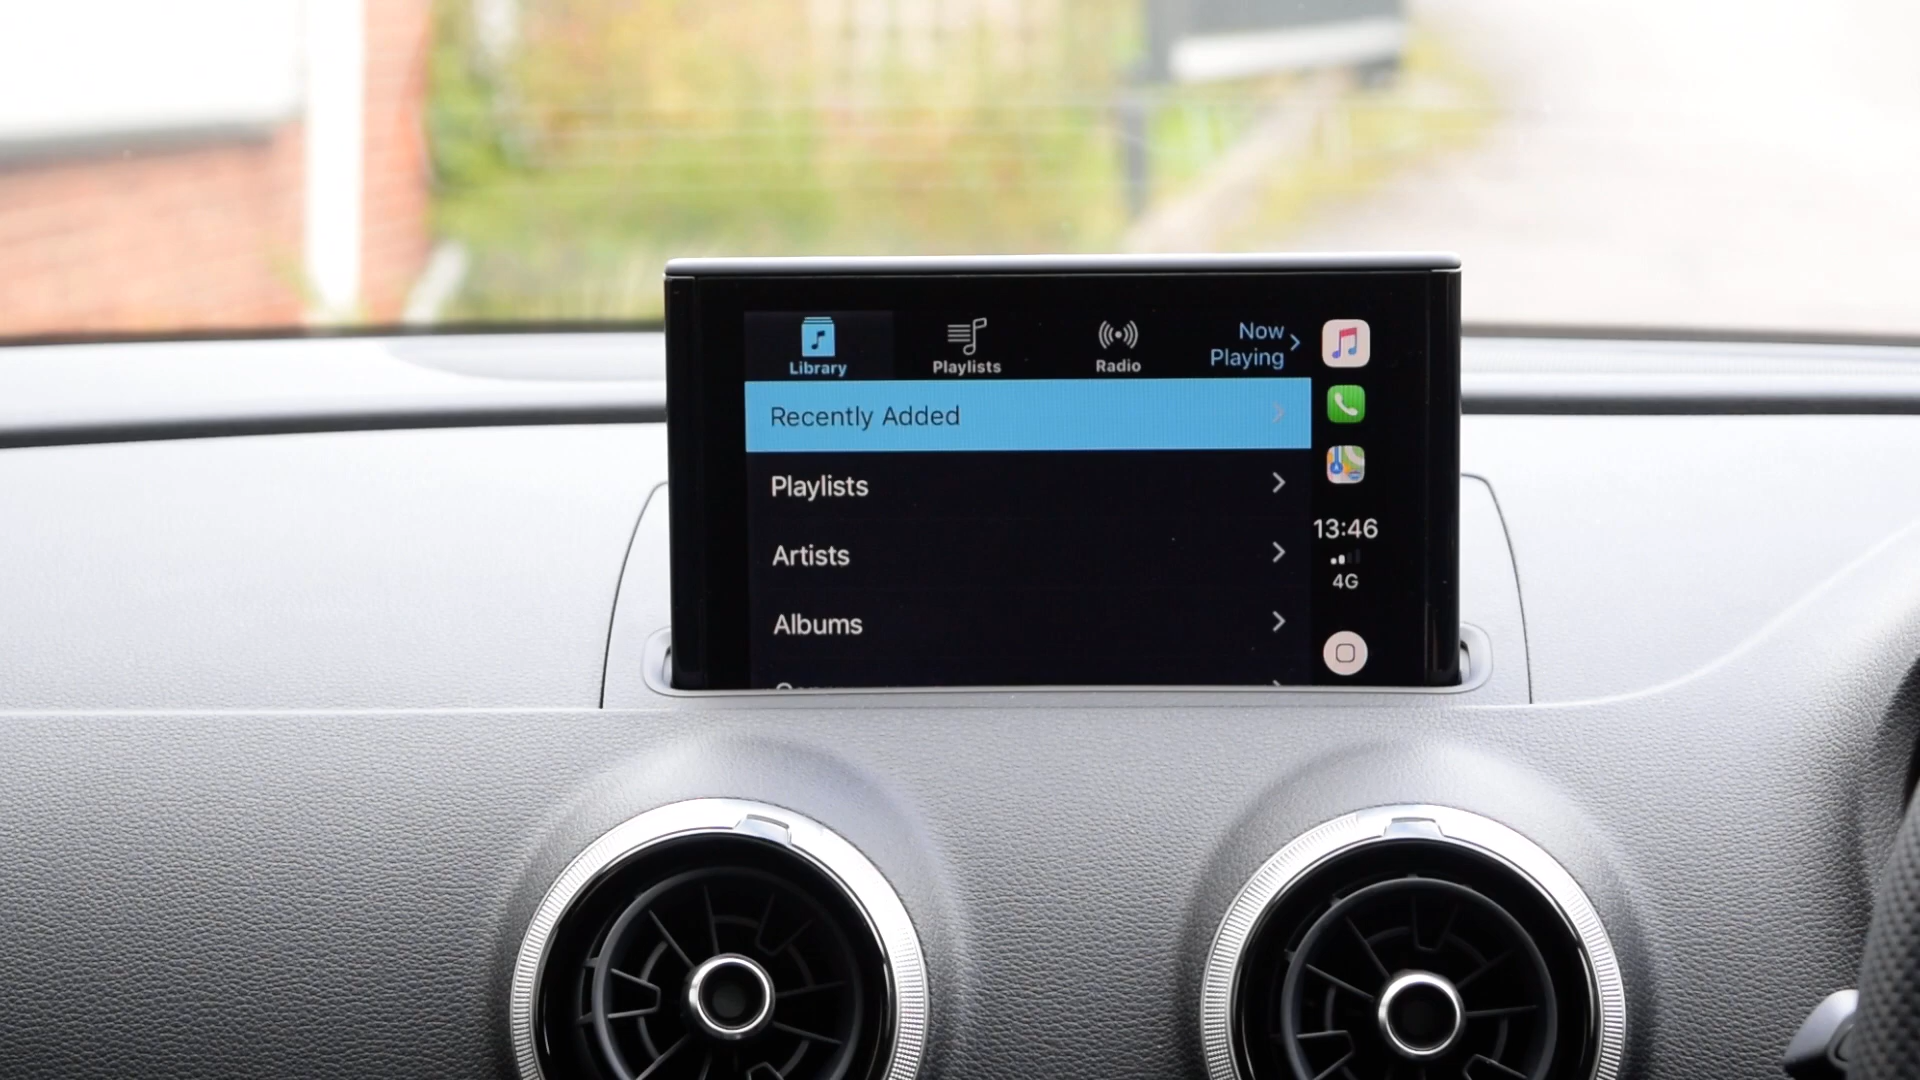 Library
Playlists
Radio
Now
Playing
Recently Added
Playlists
Artists
Albums
13:46
4G